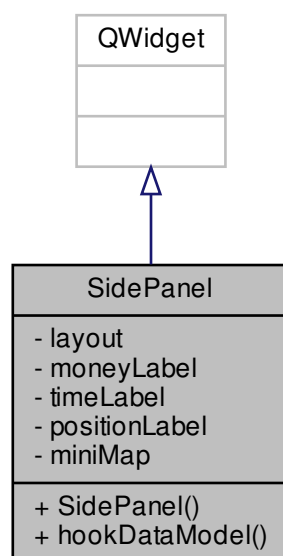 QWidget
SidePanel
- layout
- moneyLabel
- timeLabel
- positionLabel
- miniMap
+ SidePanel()
+ hookDataModel()